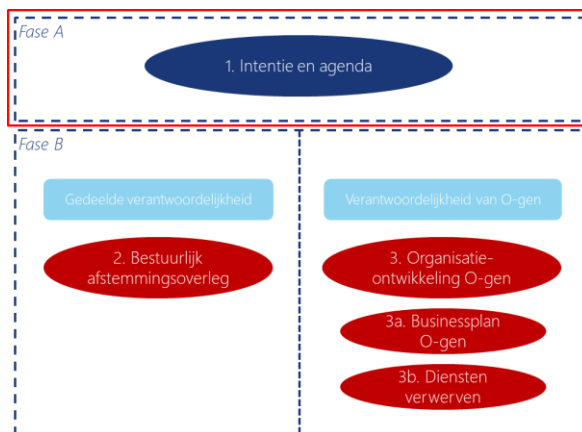 Fase A
1. Intentie en agenda
Fase B
Gedeelde verantwoordelijkheid
Verantwoordelijkheid van O-gen
2. Bestuurlijk
afstemmingsoverleg
3. Organisatie-
ontwikkeling O-gen
3a. Businessplan
O-gen
3b. Diensten
verwerven